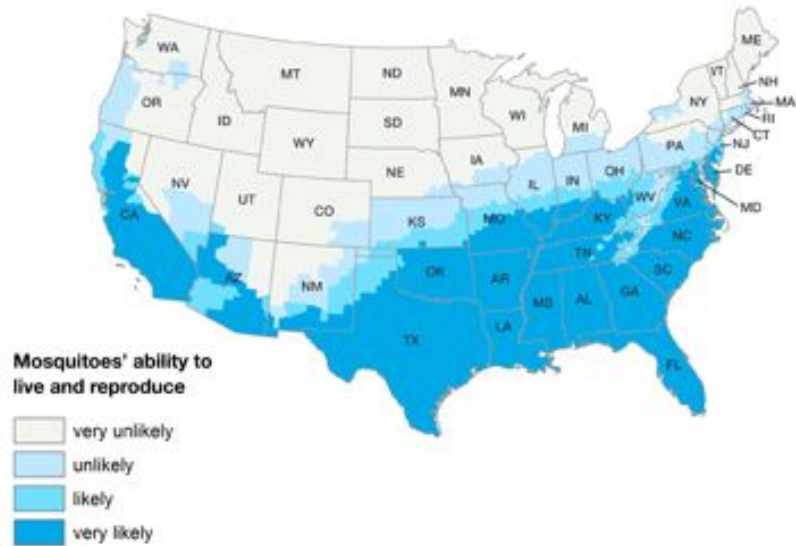 ME
WA
VT
MT
ND
NH
MN
OR
NY
MA
WI
ID
SD
RI
MI
CT
WY
PA
NJ
IA
NE
OH
DE
NV
IL
IN
UT
WV
MD
CO
VA
KS
MO
KY
CA
NC
TN
OK
AZ
AR
SC
NM
MS
AL
GA
LA
TX
FL
Mosquitoes' ability to
live and reproduce
very unlikely
unlikely
likely
very likely